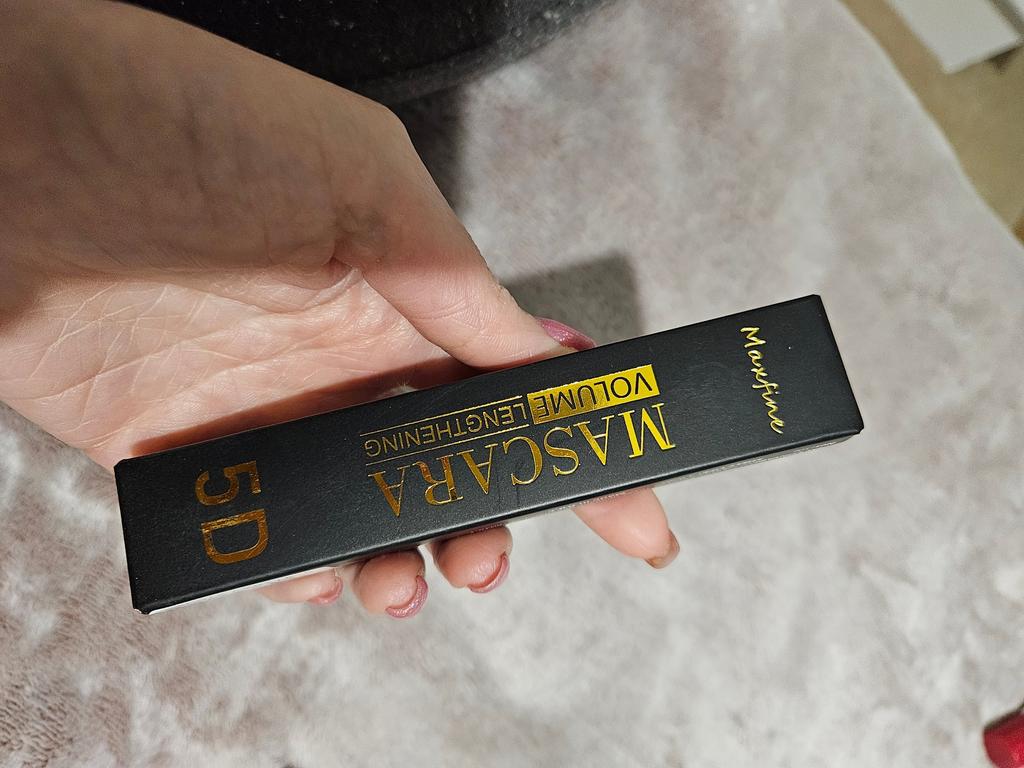 Maxfine
MASCARA
VOLUME LENGTHENING
5D